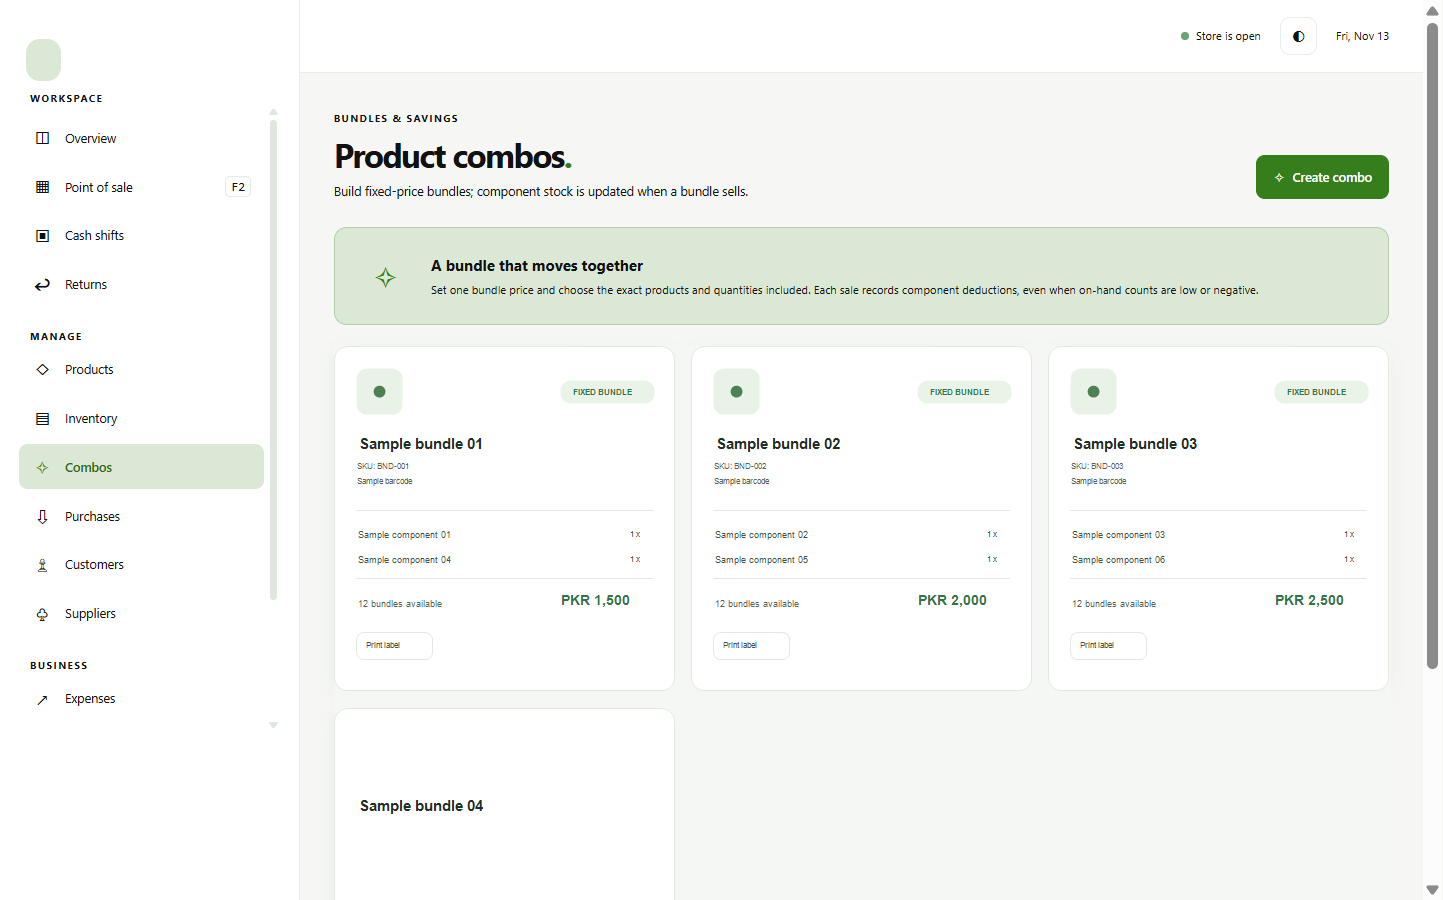 WORKSPACE
Overview
Point of sale F2
Cash shifts
Returns
MANAGE
Products
Inventory
Combos
Purchases
Customers
Suppliers
BUSINESS
Expenses
Store is open
Fri, Nov 13
BUNDLES & SAVINGS
Product combos.
Build fixed-price bundles; component stock is updated when a bundle sells.
Create combo
A bundle that moves together
Set one bundle price and choose the exact products and quantities included. Each sale records component deductions, even when on-hand counts are low or negative.
FIXED BUNDLE
Sample bundle 01
SKU: BND-001
Sample barcode
Sample component 01 1 x
Sample component 04 1 x
12 bundles available PKR 1,500
Print label
FIXED BUNDLE
Sample bundle 02
SKU: BND-002
Sample barcode
Sample component 02 1 x
Sample component 05 1 x
12 bundles available PKR 2,000
Print label
FIXED BUNDLE
Sample bundle 03
SKU: BND-003
Sample barcode
Sample component 03 1 x
Sample component 06 1 x
12 bundles available PKR 2,500
Print label
Sample bundle 04